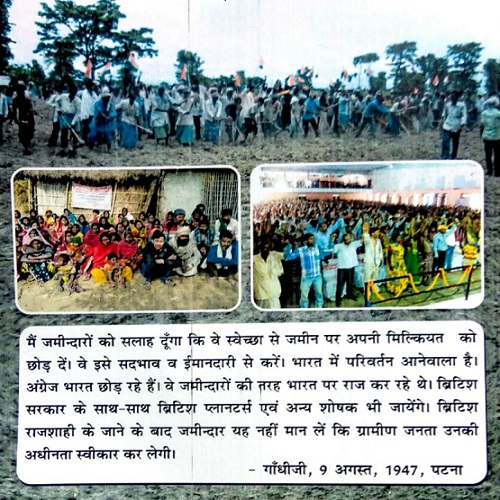 मैं जमीन्दारों को सलाह दूँगा कि वे स्वेच्छा से जमीन पर अपनी मिल्कियत को
छोड़ दें। वे इसे सदभाव व ईमानदारी से करें। भारत में परिवर्तन आनेवाला है।
अंग्रेज भारत छोड़ रहे हैं। वे जमीन्दारों की तरह भारत पर राज कर रहे थे। ब्रिटिश
सरकार के साथ-साथ ब्रिटिश प्लानटर्स एवं अन्य शोषक भी जायेंगे। ब्रिटिश
राजशाही के जाने के बाद जमीन्दार यह नहीं मान लें कि ग्रामीण जनता उनकी
अधीनता स्वीकार कर लेगी।
- गाँधीजी, 9 अगस्त, 1947, पटना